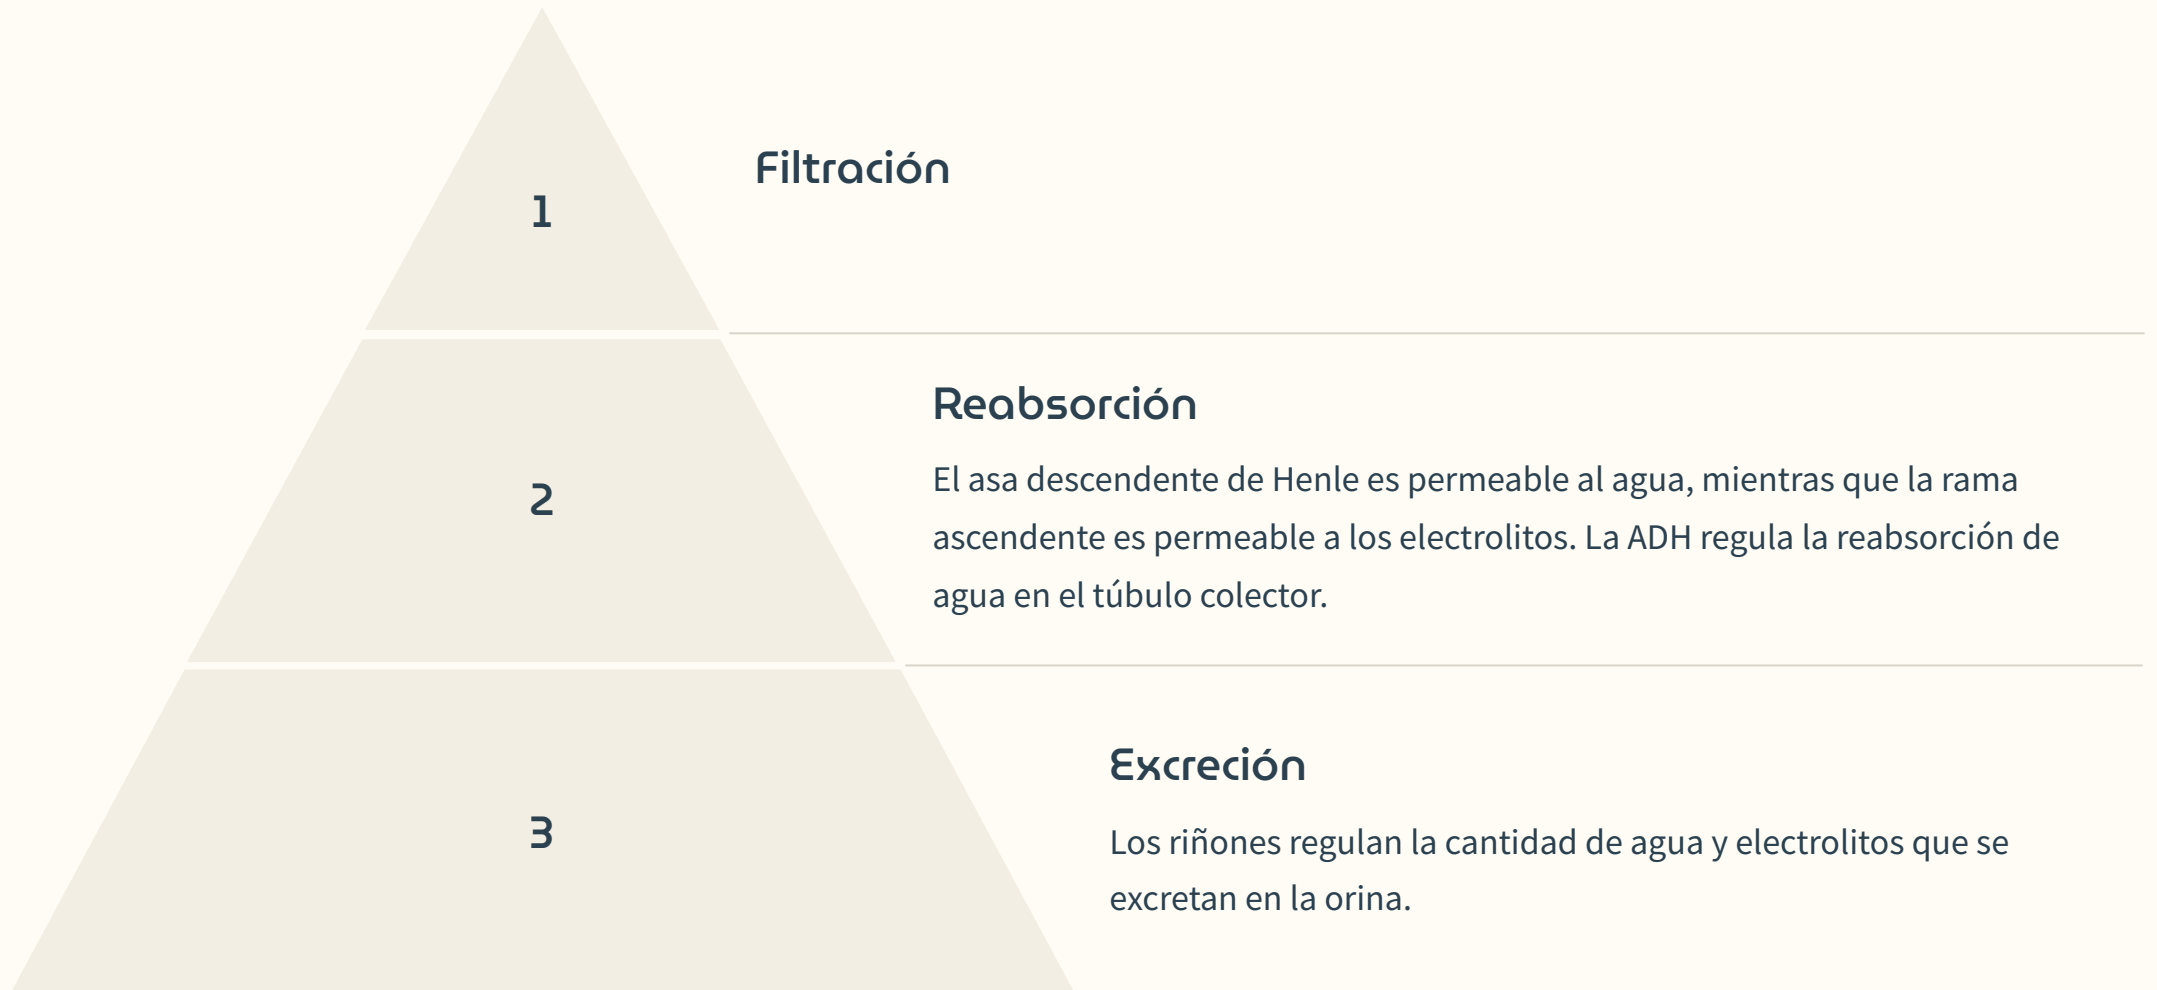 1
Filtración
2
Reabsorción
El asa descendente de Henle es permeable al agua, mientras que la rama
ascendente es permeable a los electrolitos. La ADH regula la reabsorción de
agua en el túbulo colector.
3
Excreción
Los riñones regulan la cantidad de agua y electrolitos que se
excretan en la orina.